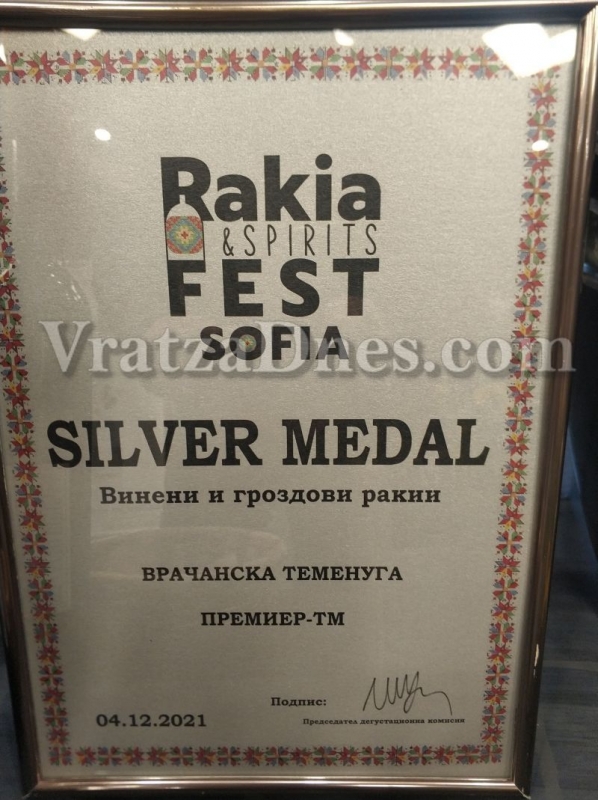 Rakia
& SPIRITS
FEST
SOFIA
VratzaDnes.com
SILVER MEDAL
Винени и гроздови ракии
ВРАЧАНСКА ТЕМЕНУГА
ПРЕМИЕР-ТМ
Подпис:
04.12.2021
Председател дегустационна комисия